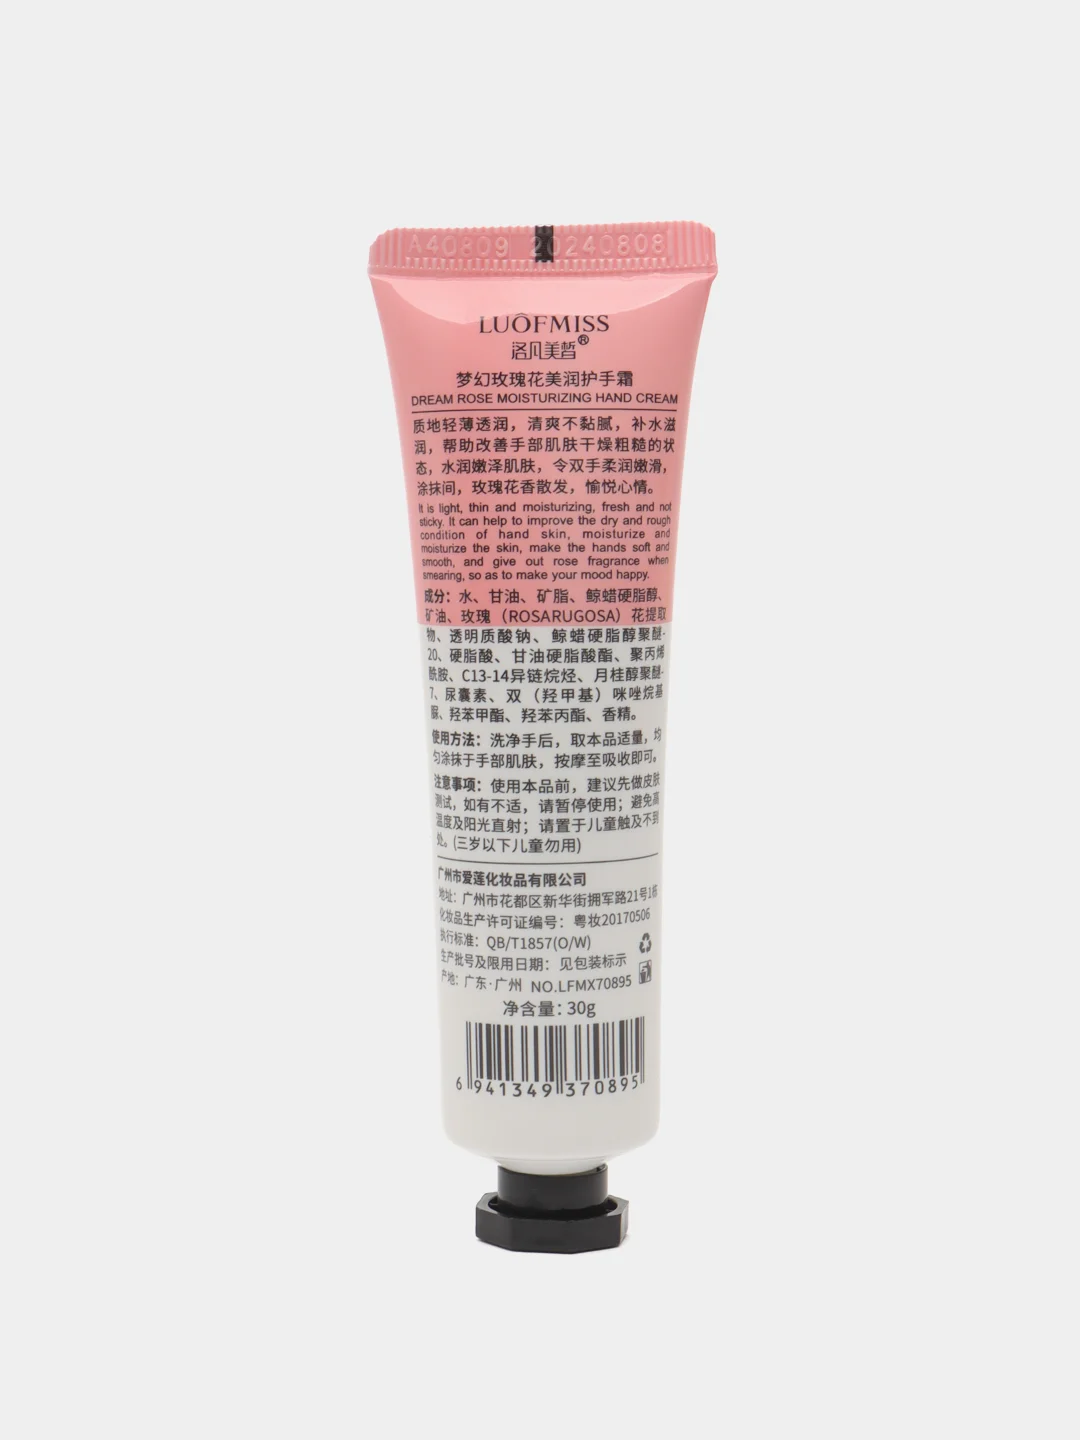 A40809 20240808
LUÔFMISS
洛凡美皙®
梦幻玫瑰花美润护手霜
DREAM ROSE MOISTURIZING HAND CREAM
质地轻薄透润，清爽不黏腻，补水滋
润，帮助改善手部肌肤干燥粗糙的状
态，水润嫩泽肌肤，令双手柔润嫩滑，
涂抹间，玫瑰花香散发，愉悦心情。
It is light, thin and moisturizing, fresh and not
sticky. It can help to improve the dry and rough
condition of hand skin, moisturize and
moisturize the skin, make the hands soft and
smooth, and give out rose fragrance when
smearing, so as to make your mood happy.
成分：水、甘油、矿脂、鲸蜡硬脂醇、
矿油、玫瑰（ROSARUGOSA）花提取
物、透明质酸钠、鲸蜡硬脂醇聚醚-
20、硬脂酸、甘油硬脂酸酯、聚丙烯
酰胺、C13-14异链烷烃、月桂醇聚醚-
7、尿囊素、双（羟甲基）咪唑烷基
脲、羟苯甲酯、羟苯丙酯、香精。
使用方法：洗净手后，取本品适量，均
匀涂抹于手部肌肤，按摩至吸收即可。
注意事项：使用本品前，建议先做皮肤
测试，如有不适，请暂停使用；避免高
温度及阳光直射；请置于儿童触及不到
处。(三岁以下儿童勿用)
广州市爱莲化妆品有限公司
地址：广州市花都区新华街拥军路21号1栋
化妆品生产许可证编号：粤妆20170506
执行标准：QB/T1857(O/W)
生产批号及限用日期：见包装标示
产地：广东·广州 NO.LFMX70895
净含量：30g
6 941349 370895